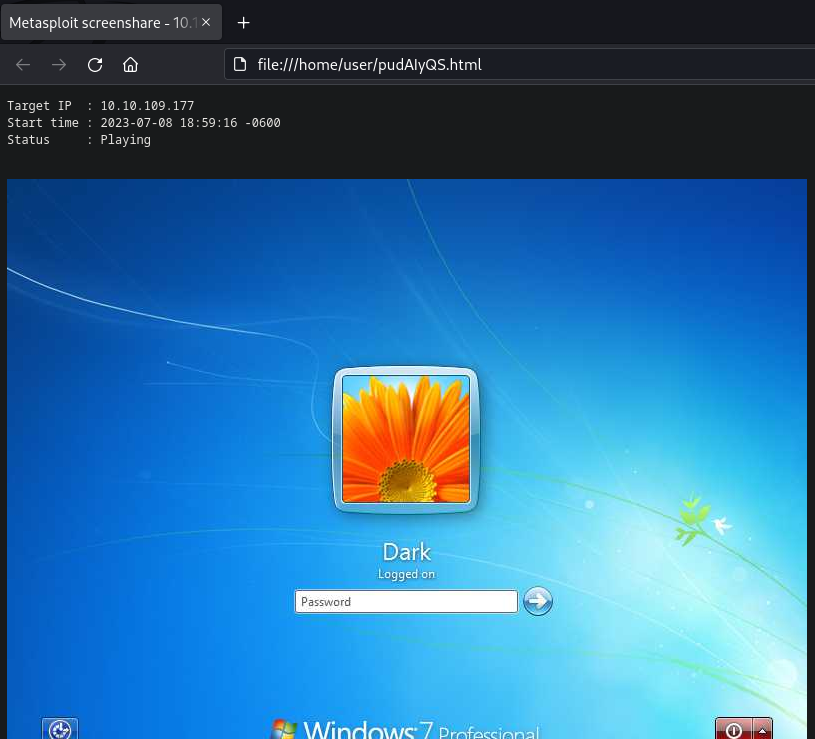 Metasploit screenshare - 10.1
file:///home/user/pudAIyQS.html
Target IP  : 10.10.109.177
Start time : 2023-07-08 18:59:16 -0600
Status     : Playing
Dark
Logged on
Password
Windows 7 Professional